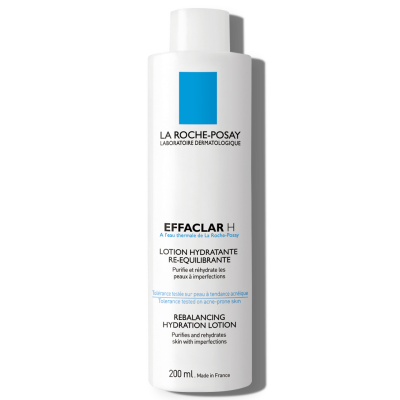 LA ROCHE-POSAY
LABORATOIRE DERMATOLOGIQUE
EFFACLAR H
A l'eau thermale de La Roche-Posay
LOTION HYDRATANTE
RE-EQUILIBRANTE
Purifie et réhydrate les
peaux à imperfections
Tolérance testée sur peau à tendance acnéique
Tolerance tested on acne-prone skin
REBALANCING
HYDRATION LOTION
Purifies and rehydrates
skin with imperfections
200 ml. Made in France